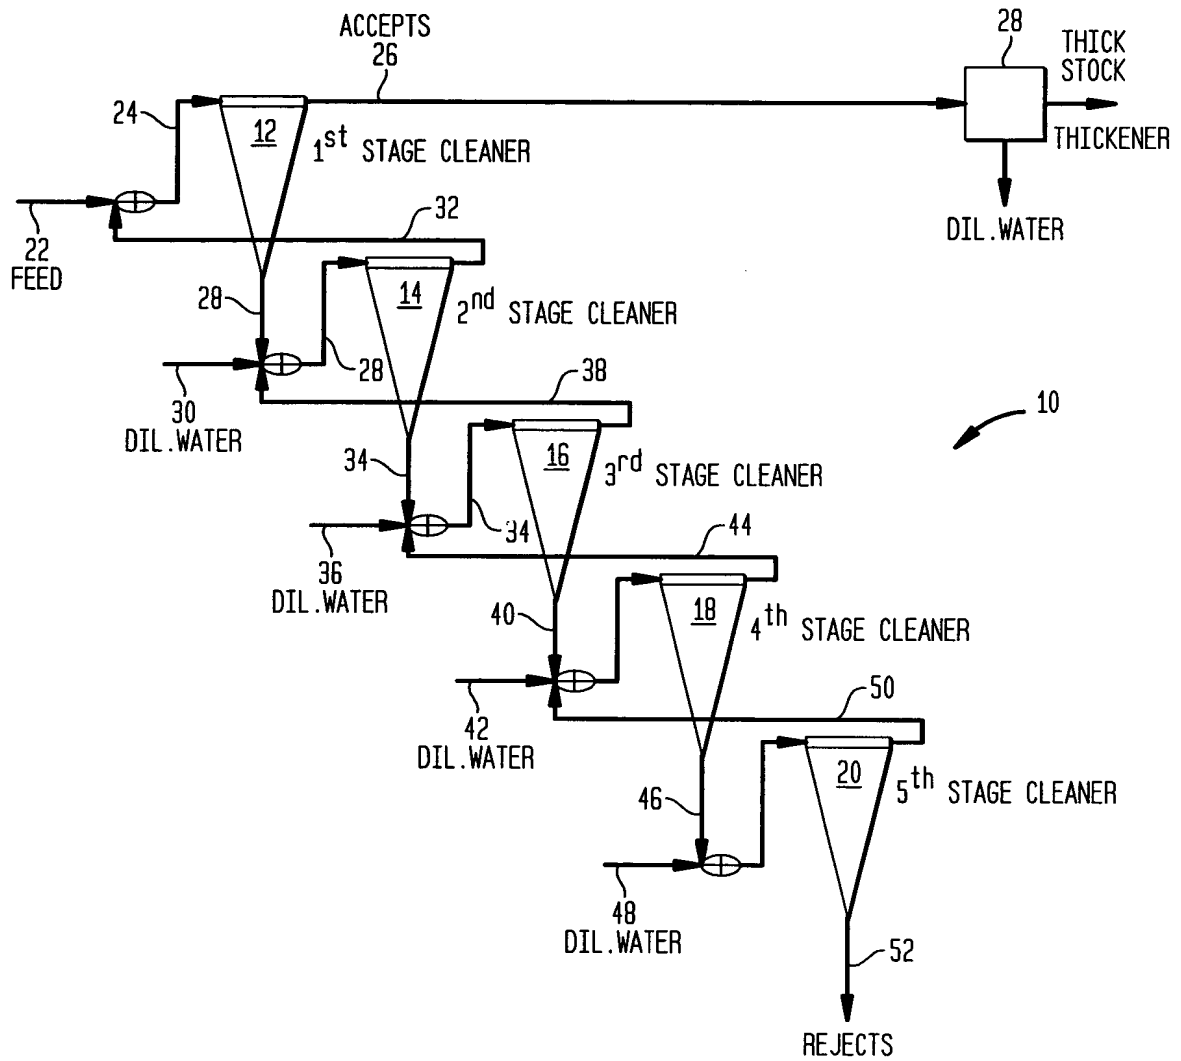 ACCEPTS
26
28
THICK
STOCK
THICKENER
DIL.WATER
24
12
1st STAGE CLEANER
22
FEED
32
28
14
2nd STAGE CLEANER
30
DIL.WATER
28
38
10
34
16
3rd STAGE CLEANER
36
DIL.WATER
34
44
40
18
4th STAGE CLEANER
42
DIL.WATER
50
46
20
5th STAGE CLEANER
48
DIL.WATER
52
REJECTS